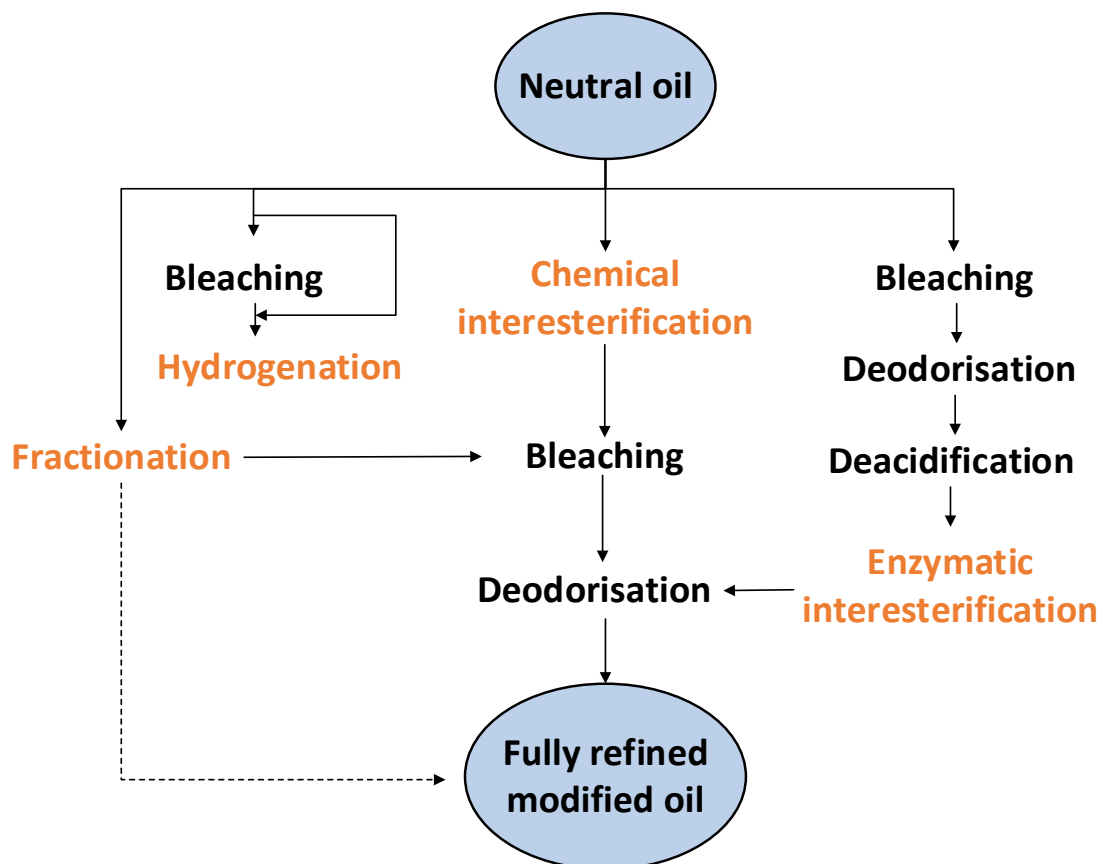 Neutral oil
Bleaching
Hydrogenation
Chemical
interesterification
Bleaching
Deodorisation
Deacidification
Fractionation
Bleaching
Enzymatic
interesterification
Deodorisation
Fully refined
modified oil